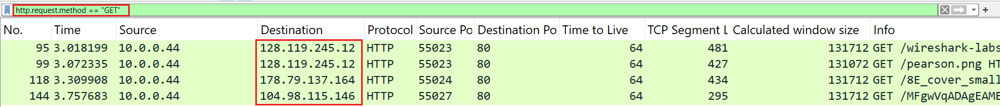 http.request.method == "GET"
No. Time Source Destination Protocol Source Po Destination Po Time to Live TCP Segment L Calculated window size Info
95 3.018199 10.0.0.44 128.119.245.12 HTTP 55023 80 64 481 131712 GET /wireshark-labs
99 3.072335 10.0.0.44 128.119.245.12 HTTP 55023 80 64 427 131072 GET /pearson.png HT
118 3.309908 10.0.0.44 178.79.137.164 HTTP 55024 80 64 434 131712 GET /8E_cover_small
144 3.757683 10.0.0.44 104.98.115.146 HTTP 55027 80 64 295 131712 GET /MFgwVqADAgEAME